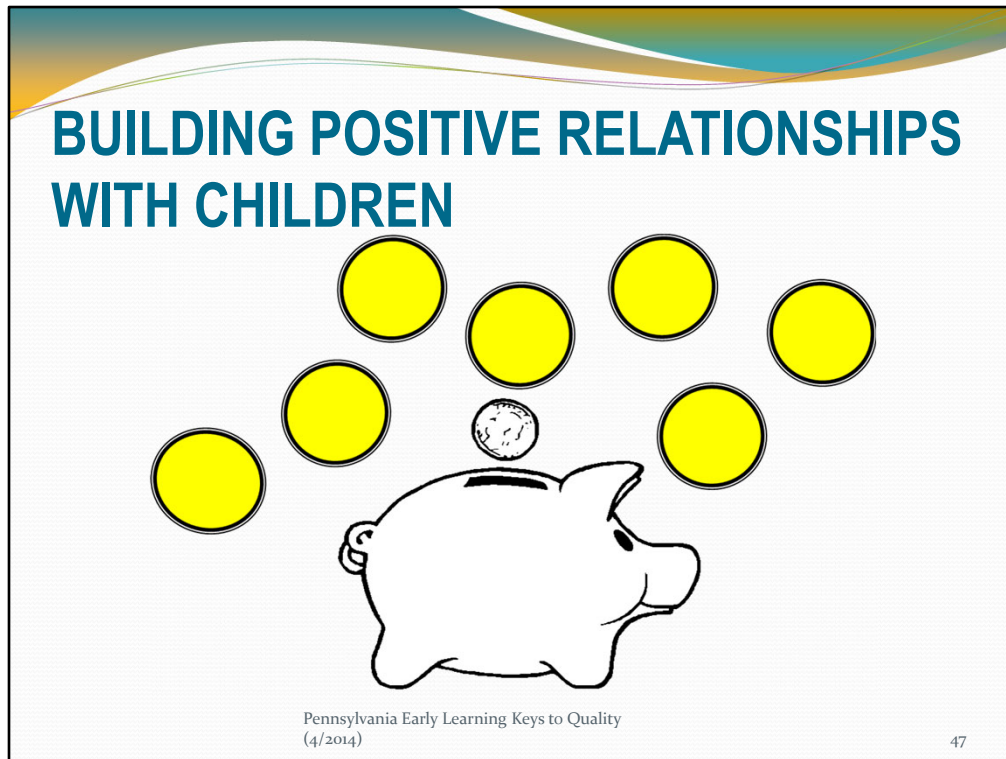 BUILDING POSITIVE RELATIONSHIPS
WITH CHILDREN
Pennsylvania Early Learning Keys to Quality
(4/2014)
47